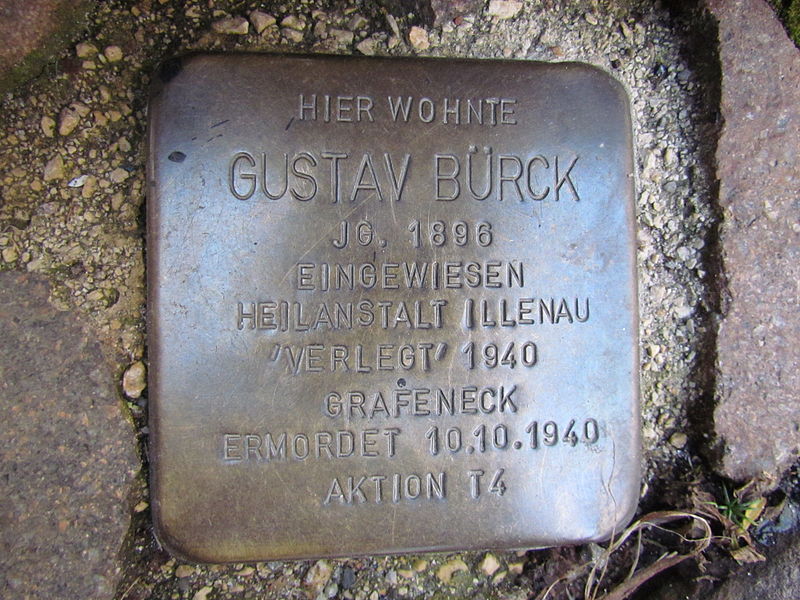 HIER WOHNTE
GUSTAV BÜRCK
JG. 1896
EINGEWIESEN
HEILANSTALT ILLENAU
'VERLEGT' 1940
GRAFENECK
ERMORDET 10.10.1940
AKTION T4